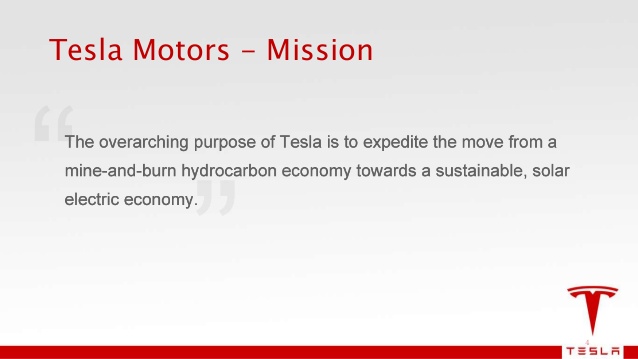 Tesla Motors – Mission
“
The overarching purpose of Tesla is to expedite the move from a
mine-and-burn hydrocarbon economy towards a sustainable, solar
electric economy.
”
4
TESLA